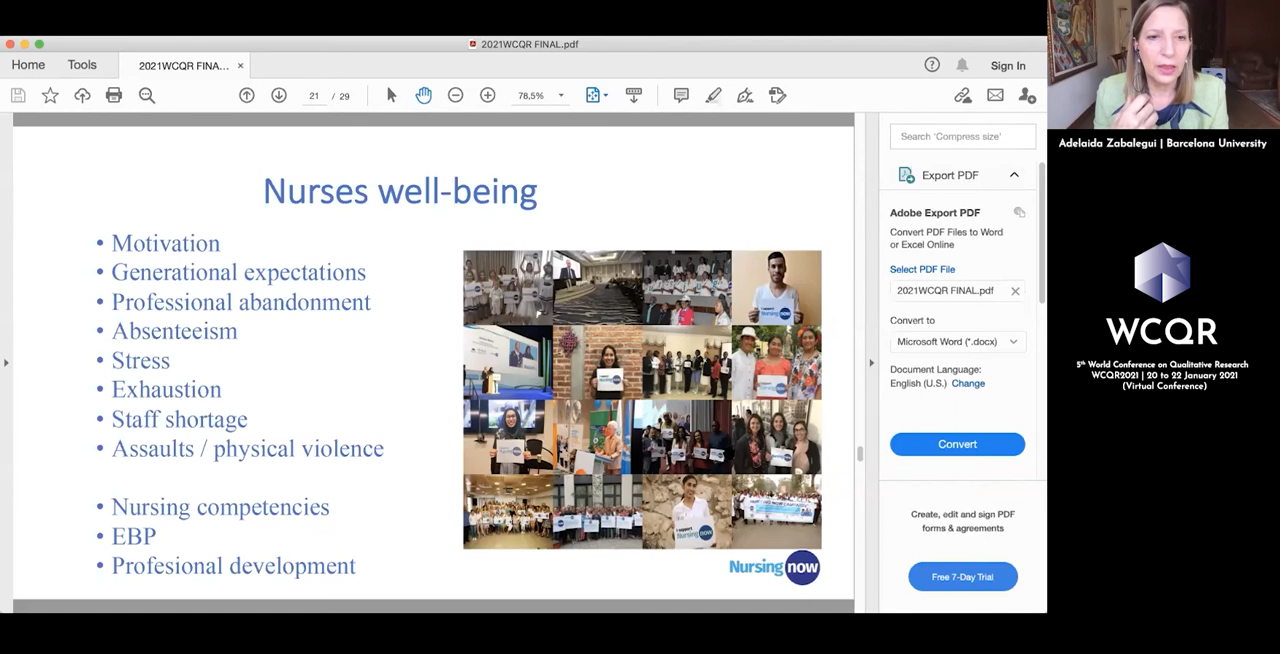 2021WCQR FINAL.pdf
Home
Tools
2021WCQR FINA... ×
Sign In
21 / 29
78,5%
Nurses well-being
• Motivation
• Generational expectations
• Professional abandonment
• Absenteeism
• Stress
• Exhaustion
• Staff shortage
• Assaults / physical violence
• Nursing competencies
• EBP
• Profesional development
Nursing now
Search 'Compress size'
Export PDF
Adobe Export PDF
Convert PDF Files to Word
or Excel Online
Select PDF File
2021WCQR FINAL.pdf
Convert to
Microsoft Word (*.docx)
Document Language:
English (U.S.) Change
Convert
Create, edit and sign PDF
forms & agreements
Free 7-Day Trial
Adelaida Zabalegui | Barcelona University
WCQR
5th World Conference on Qualitative Research
WCQR2021 | 20 to 22 January 2021
(Virtual Conference)